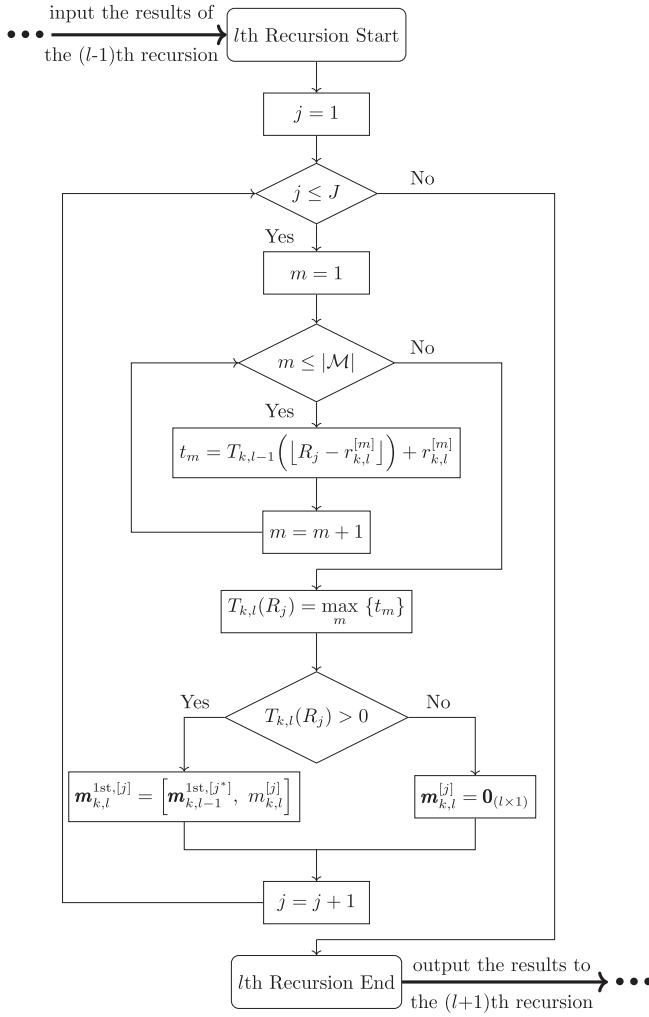 input the results of
the (l-1)th recursion
lth Recursion Start
j = 1
j ≤ J
No
Yes
m = 1
m ≤ |ℳ|
No
Yes
t_m = T_{k,l−1}(⌊R_j − r_{k,l}^{[m]}⌋) + r_{k,l}^{[m]}
m = m + 1
T_{k,l}(R_j) = max_m {t_m}
Yes
T_{k,l}(R_j) > 0
No
𝒎_{k,l}^{1st,[j]} = [𝒎_{k,l−1}^{1st,[j*]}, m_{k,l}^{[j]}]
𝒎_{k,l}^{[j]} = 𝟎_{(l×1)}
j = j + 1
lth Recursion End
output the results to
the (l+1)th recursion